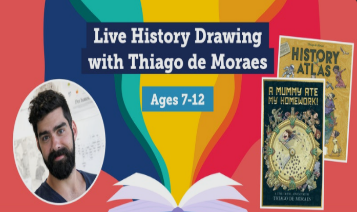 Live History Drawing
with Thiago de Moraes
Ages 7-12
HISTORY
ATLAS
A MUMMY ATE
MY HOMEWORK!
THIAGO DE MORAES